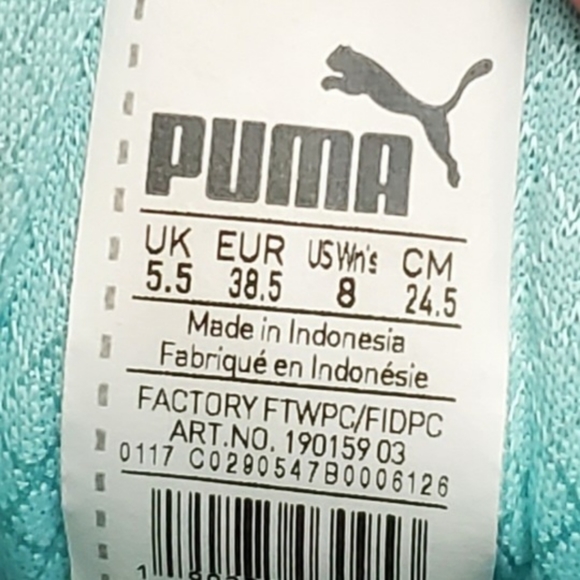 PUMA
UK EUR US Wn's CM
5.5 38.5 8 24.5
Made in Indonesia
Fabriqué en Indonésie
FACTORY FTWPC/FIDPC
ART.NO. 190159 03
0117 C0290547B0006126